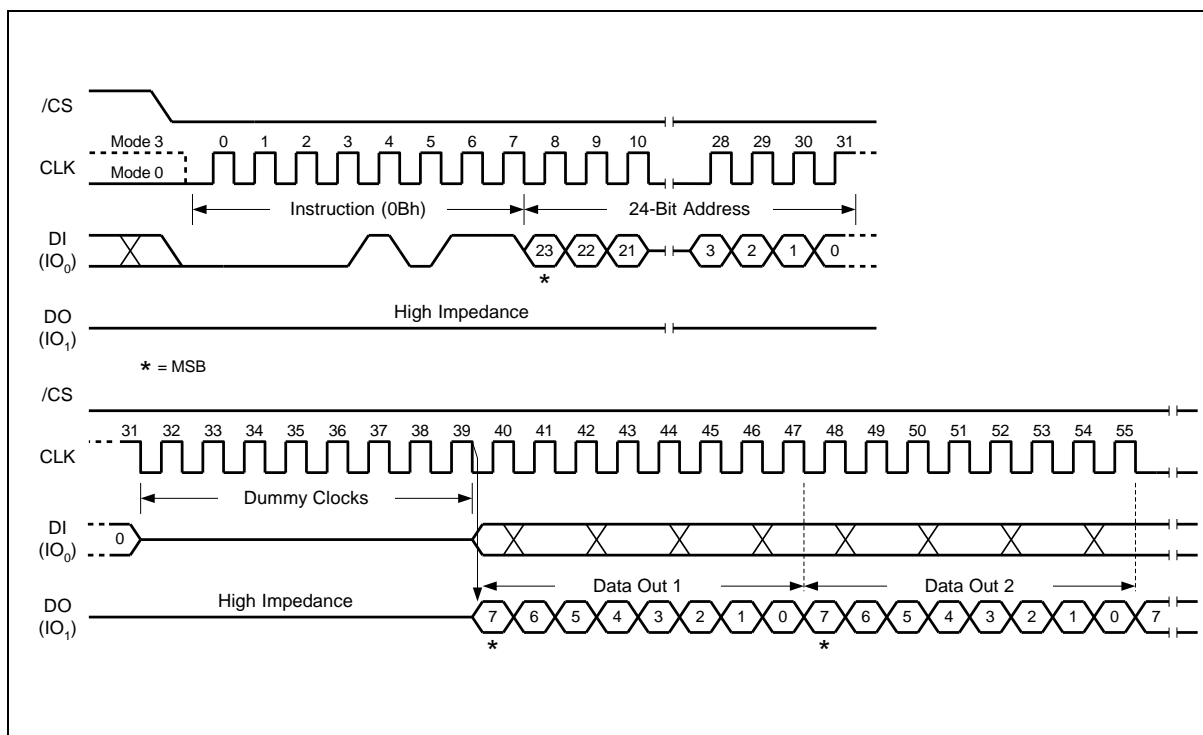 /CS
Mode 3 0 1 2 3 4 5 6 7 8 9 10 28 29 30 31
CLK
Mode 0
Instruction (0Bh) 24-Bit Address
DI
(IO0) 23 22 21 3 2 1 0
*
High Impedance
DO
(IO1)
* = MSB
/CS
31 32 33 34 35 36 37 38 39 40 41 42 43 44 45 46 47 48 49 50 51 52 53 54 55
CLK
Dummy Clocks
DI
(IO0) 0
Data Out 1 Data Out 2
High Impedance
DO
(IO1) 7 6 5 4 3 2 1 0 7 6 5 4 3 2 1 0 7
* *